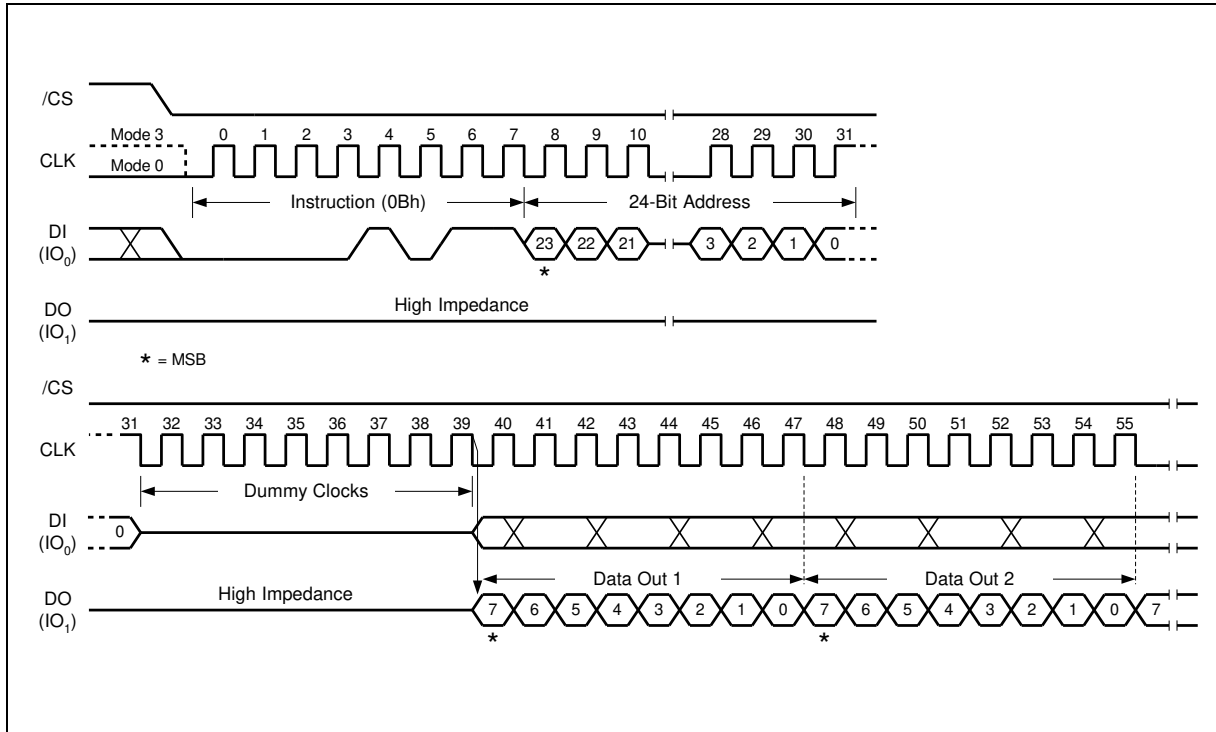 /CS
Mode 3 0 1 2 3 4 5 6 7 8 9 10 28 29 30 31
CLK
Mode 0
Instruction (0Bh) 24-Bit Address
DI
(IO0) 23 22 21 3 2 1 0
*
High Impedance
DO
(IO1)
* = MSB
/CS
31 32 33 34 35 36 37 38 39 40 41 42 43 44 45 46 47 48 49 50 51 52 53 54 55
CLK
Dummy Clocks
DI
(IO0) 0
High Impedance Data Out 1 Data Out 2
DO
(IO1) 7 6 5 4 3 2 1 0 7 6 5 4 3 2 1 0 7
* *